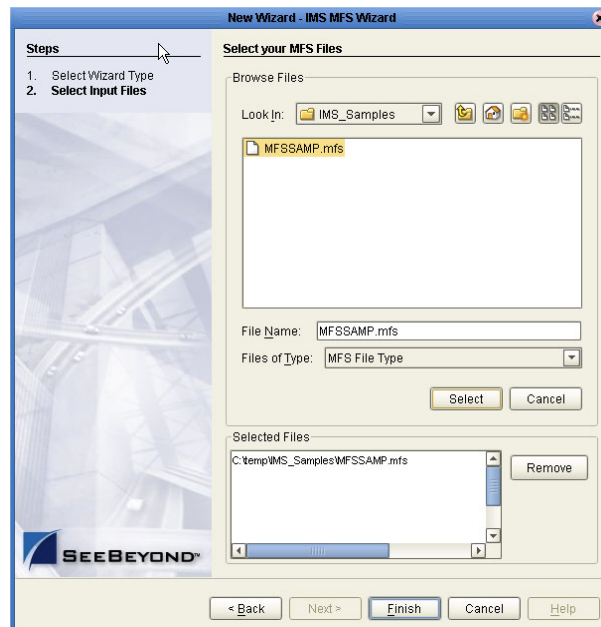 New Wizard - IMS MFS Wizard
Steps
1. Select Wizard Type
2. Select Input Files
Select your MFS Files
Browse Files
Look In: IMS_Samples
MFSSAMP.mfs
File Name: MFSSAMP.mfs
Files of Type: MFS File Type
Select Cancel
Selected Files
C:\temp\IMS_Samples\MFSSAMP.mfs
Remove
SEEBEYOND™
< Back Next > Finish Cancel Help